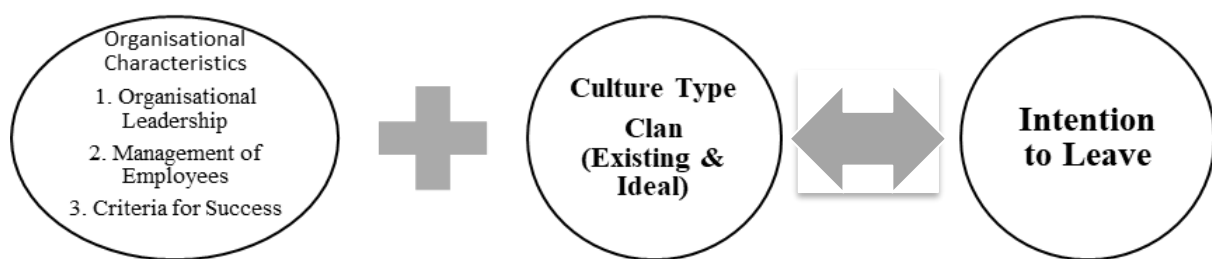 Organisational
Characteristics
1. Organisational
Leadership
2. Management of
Employees
3. Criteria for Success
Culture Type
Clan
(Existing &
Ideal)
Intention
to Leave